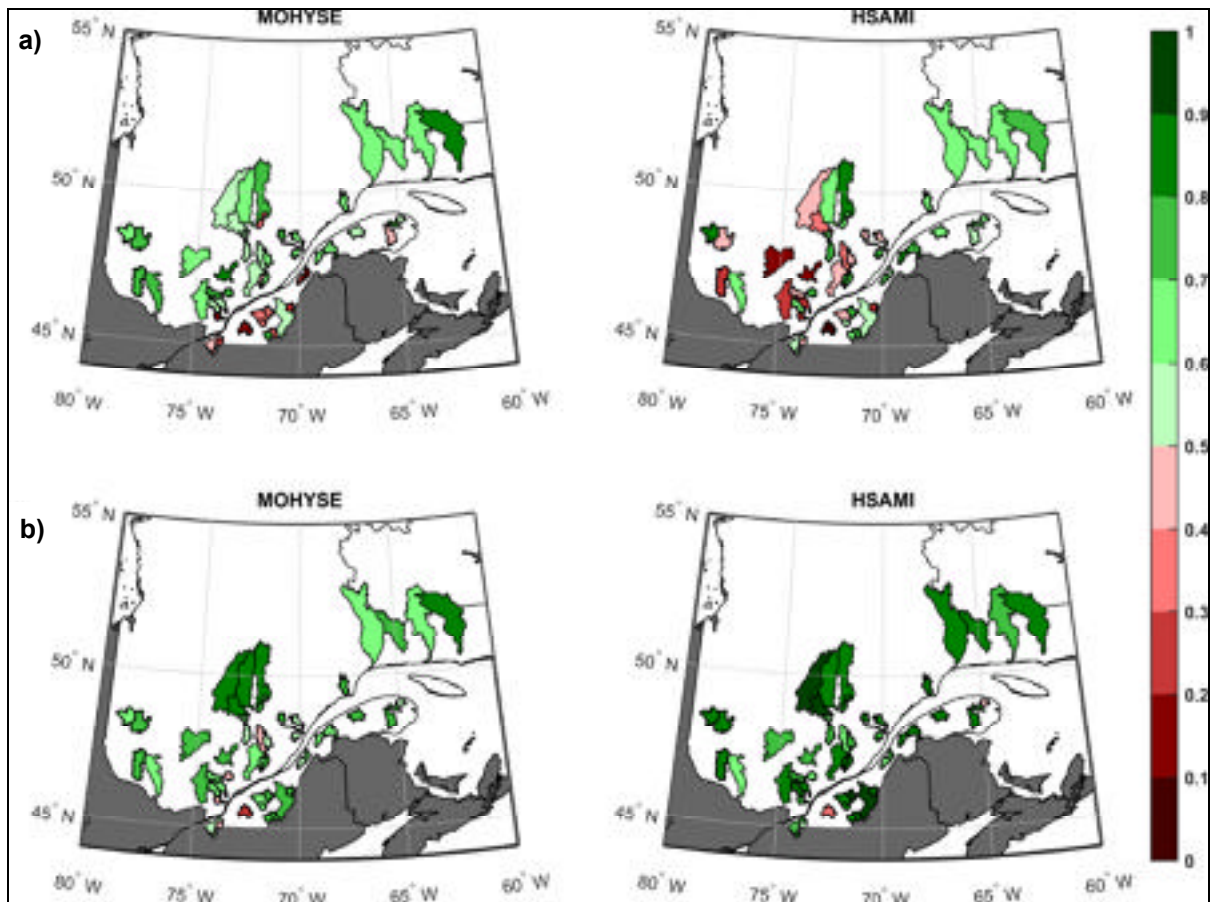 a)
MOHYSE
55° N
50° N
45° N
80° W
75° W
70° W
65° W
60° W
HSAMI
55° N
50° N
45° N
80° W
75° W
70° W
65° W
60° W
b)
MOHYSE
55° N
50° N
45° N
80° W
75° W
70° W
65° W
60° W
HSAMI
55° N
50° N
45° N
80° W
75° W
70° W
65° W
60° W
1
0.9
0.8
0.7
0.6
0.5
0.4
0.3
0.2
0.1
0